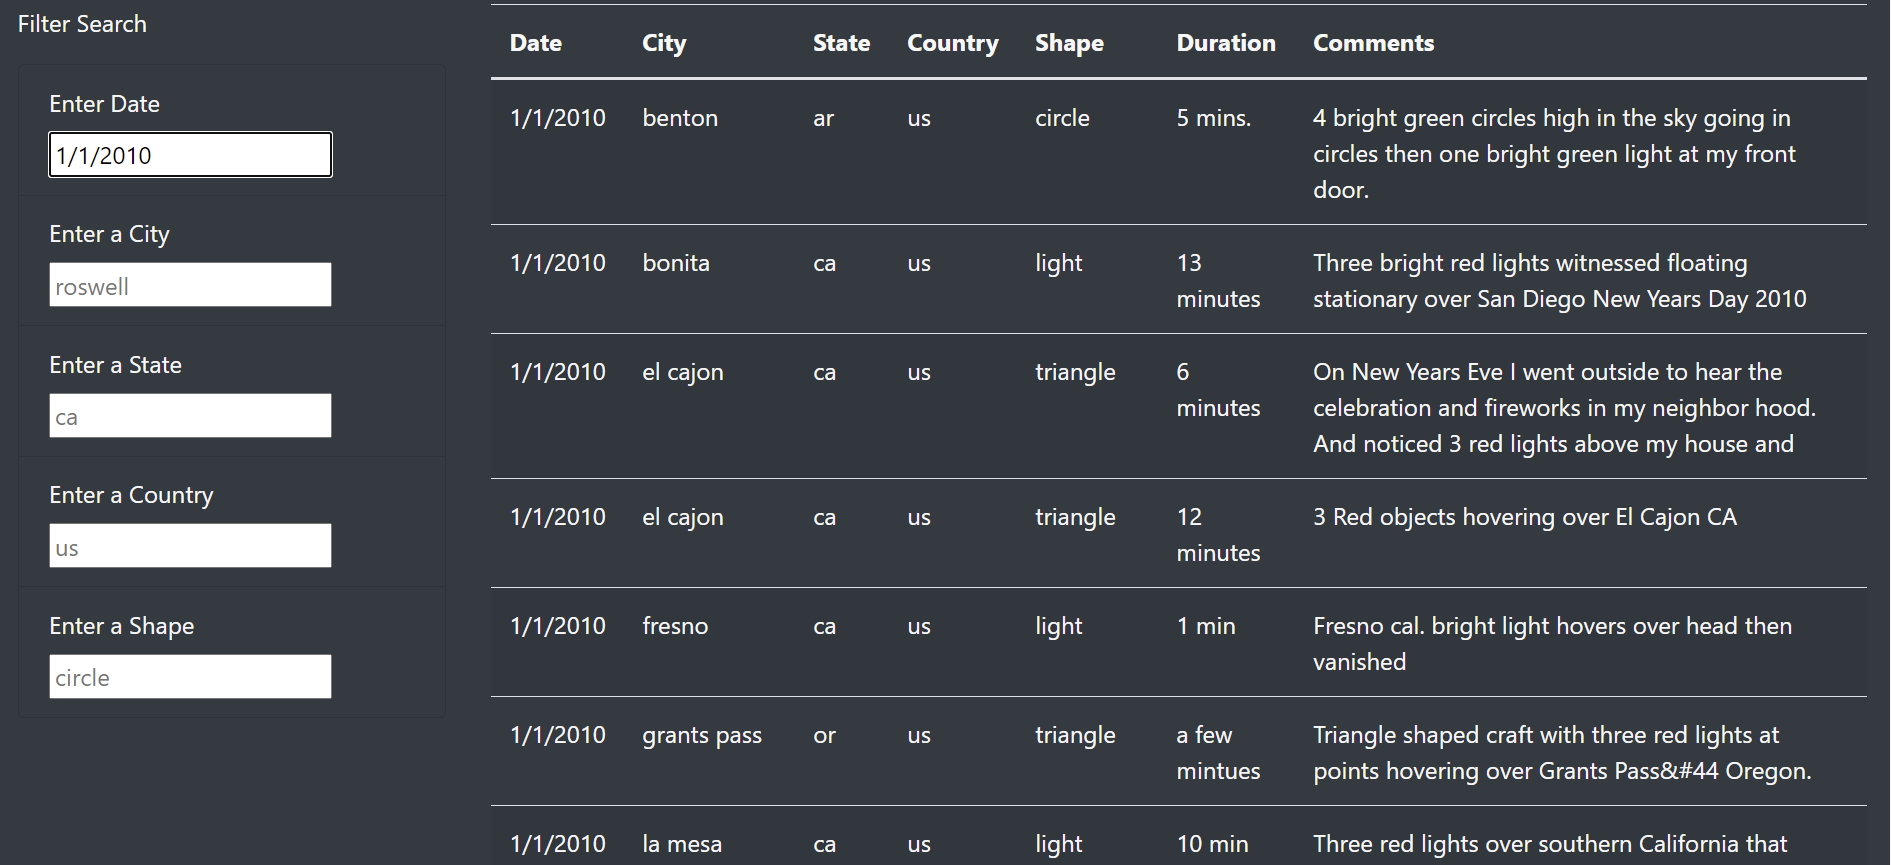 Filter Search
Enter Date
1/1/2010
Enter a City
roswell
Enter a State
ca
Enter a Country
us
Enter a Shape
circle
Date City State Country Shape Duration Comments
1/1/2010 benton ar us circle 5 mins. 4 bright green circles high in the sky going in
circles then one bright green light at my front
door.
1/1/2010 bonita ca us light 13 Three bright red lights witnessed floating
minutes stationary over San Diego New Years Day 2010
1/1/2010 el cajon ca us triangle 6 On New Years Eve I went outside to hear the
minutes celebration and fireworks in my neighbor hood.
And noticed 3 red lights above my house and
1/1/2010 el cajon ca us triangle 12 3 Red objects hovering over El Cajon CA
minutes
1/1/2010 fresno ca us light 1 min Fresno cal. bright light hovers over head then
vanished
1/1/2010 grants pass or us triangle a few Triangle shaped craft with three red lights at
mintues points hovering over Grants Pass&#44 Oregon.
1/1/2010 la mesa ca us light 10 min Three red lights over southern California that